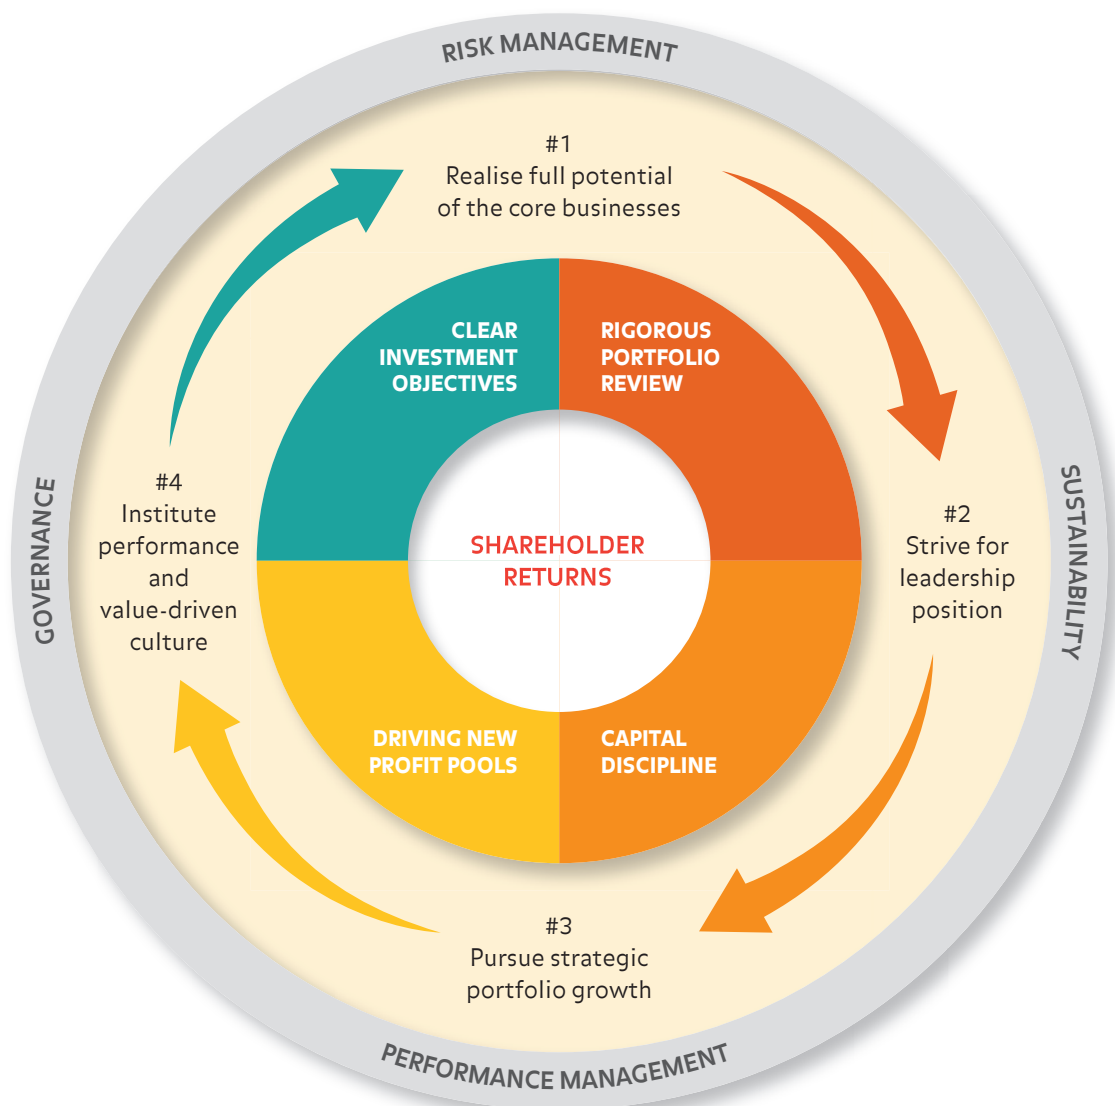 RISK MANAGEMENT
#1
Realise full potential
of the core businesses
CLEAR
INVESTMENT
OBJECTIVES
RIGOROUS
PORTFOLIO
REVIEW
GOVERNANCE
#4
Institute
performance
and
value-driven
culture
SHAREHOLDER
RETURNS
#2
Strive for
leadership
position
SUSTAINABILITY
DRIVING NEW
PROFIT POOLS
CAPITAL
DISCIPLINE
#3
Pursue strategic
portfolio growth
PERFORMANCE MANAGEMENT